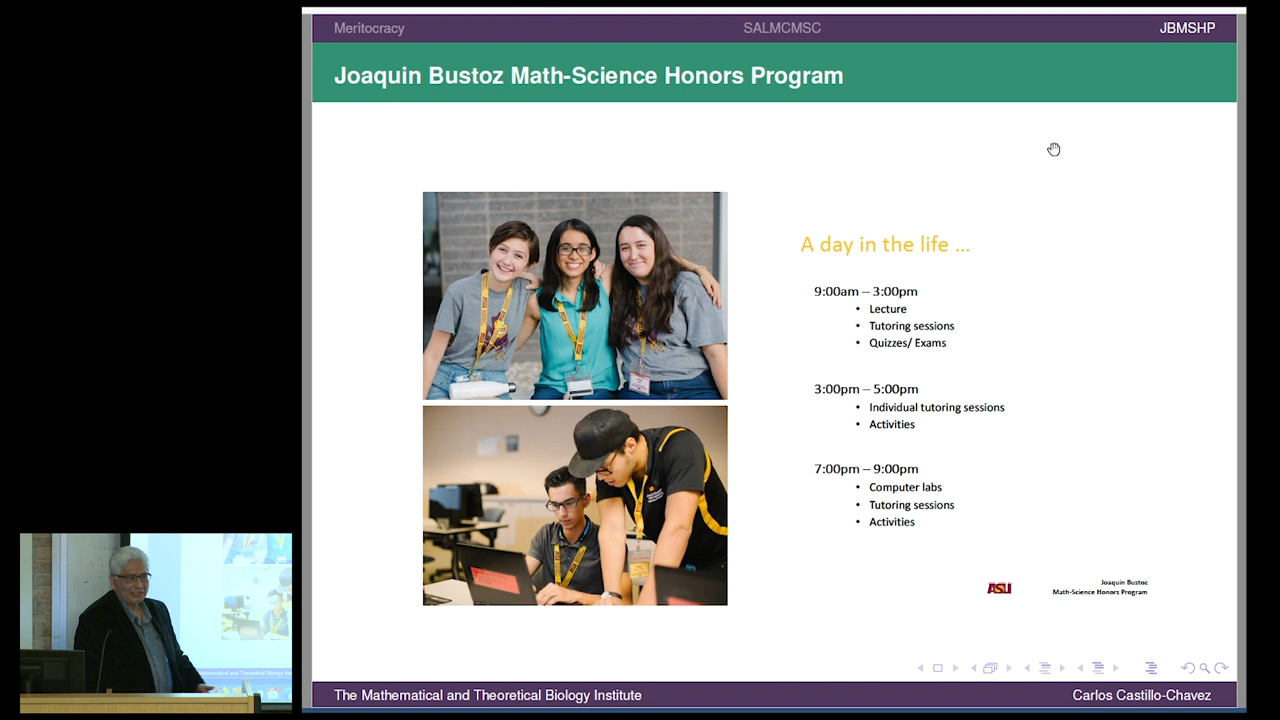 Meritocracy
SALMCMSC
JBMSHP
Joaquin Bustoz Math-Science Honors Program
A day in the life ...
9:00am – 3:00pm
• Lecture
• Tutoring sessions
• Quizzes/ Exams
3:00pm – 5:00pm
• Individual tutoring sessions
• Activities
7:00pm – 9:00pm
• Computer labs
• Tutoring sessions
• Activities
ASU
Joaquin Bustoz
Math-Science Honors Program
The Mathematical and Theoretical Biology Institute
Carlos Castillo-Chavez